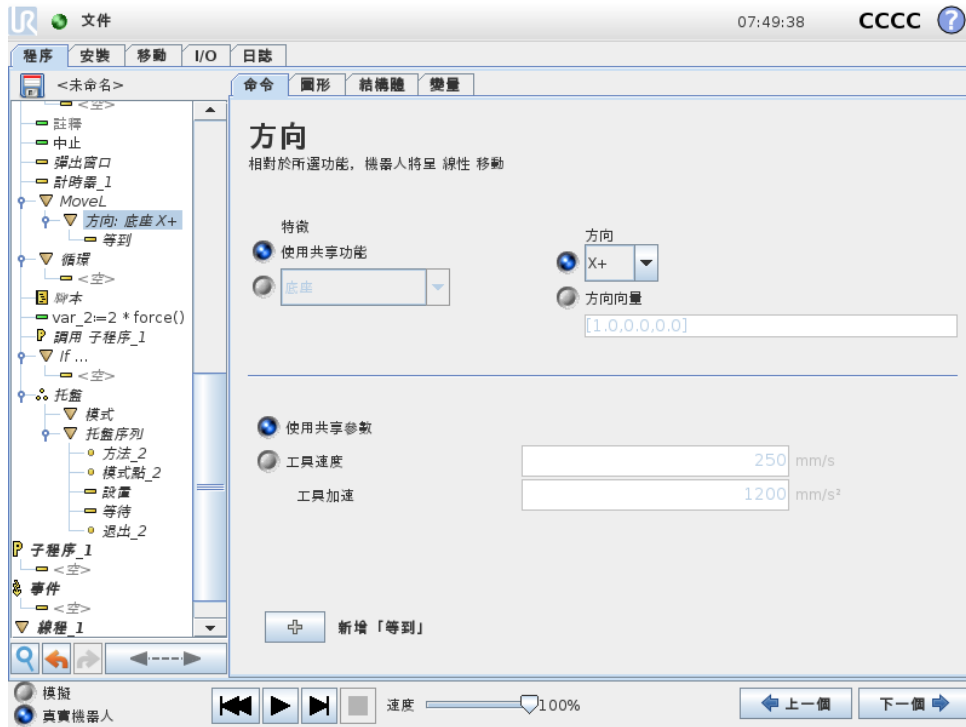 UR 文件 07:49:38 CCCC ?
程序 安裝 移動 I/O 日誌
<未命名> 命令 圖形 結構體 變量
<空>
註釋
中止
彈出窗口
計時器_1
MoveL
方向: 底座 X+
等到
循環
<空>
腳本
var_2≔2 * force()
調用 子程序_1
If ...
<空>
托盤
模式
托盤序列
方法_2
模式點_2
設置
等待
退出_2
子程序_1
<空>
事件
<空>
線程_1
方向
相對於所選功能，機器人將呈 線性 移動
特徵
使用共享功能
底座
方向
X+
方向向量
[1.0,0.0,0.0]
使用共享參數
工具速度 250 mm/s
工具加速 1200 mm/s²
新增「等到」
模擬
真實機器人
速度 100%
上一個 下一個